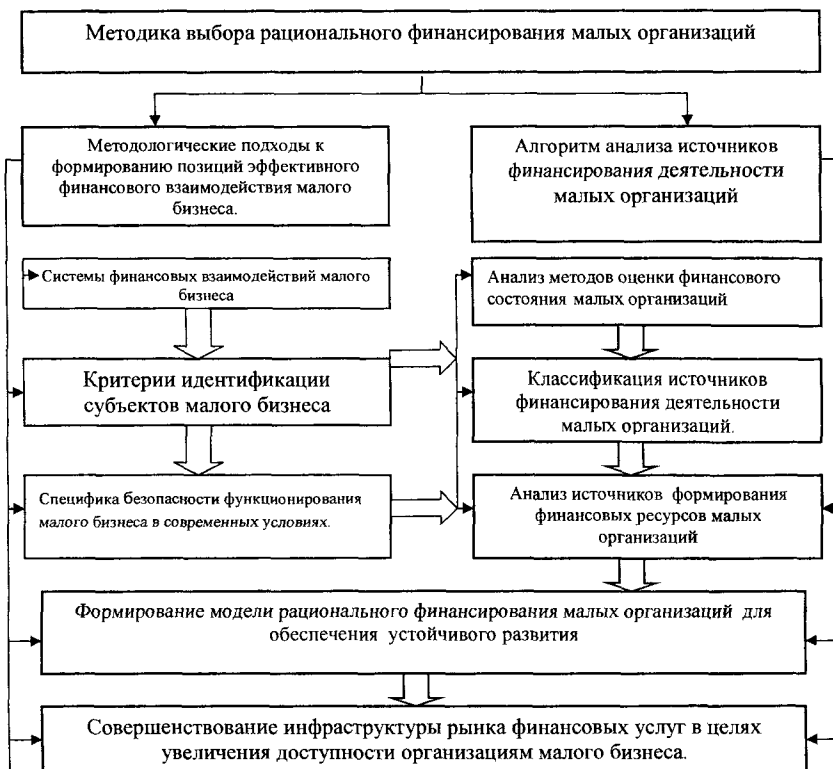 Методика выбора рационального финансирования малых организаций
Методологические подходы к
формированию позиций эффективного
финансового взаимодействия малого
бизнеса.
Алгоритм анализа источников
финансирования деятельности
малых организаций
Системы финансовых взаимодействий малого
бизнеса
Анализ методов оценки финансового
состояния малых организаций
Критерии идентификации
субъектов малого бизнеса
Классификация источников
финансирования деятельности
малых организаций.
Специфика безопасности функционирования
малого бизнеса в современных условиях.
Анализ источников формирования
финансовых ресурсов малых
организаций
Формирование модели рационального финансирования малых организаций для
обеспечения устойчивого развития
Совершенствование инфраструктуры рынка финансовых услуг в целях
увеличения доступности организациям малого бизнеса.